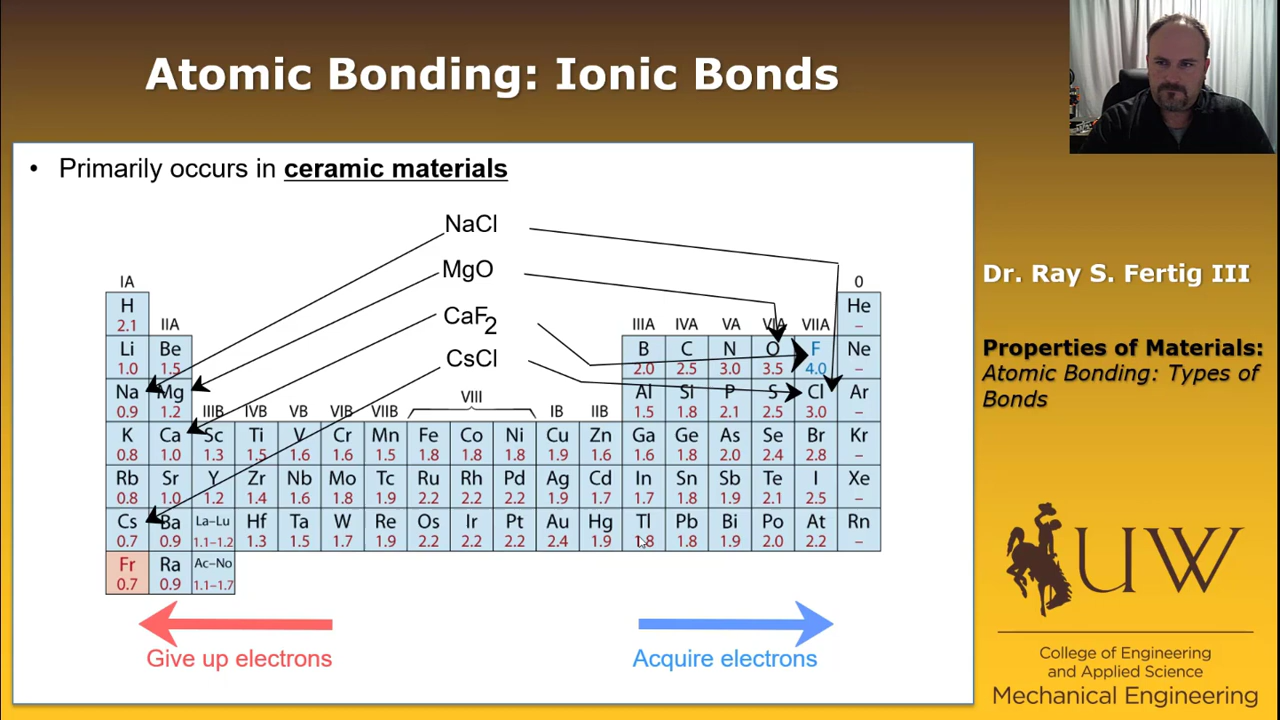 Atomic Bonding: Ionic Bonds
• Primarily occurs in ceramic materials
NaCl
MgO
CaF2
CsCl
IA 0
H He
2.1 –
IIA IIIA IVA VA VIA VIIA
Li Be B C N O F Ne
1.0 1.5 2.0 2.5 3.0 3.5 4.0 –
Na Mg Al Si P S Cl Ar
0.9 1.2 1.5 1.8 2.1 2.5 3.0 –
IIIB IVB VB VIB VIIB VIII IB IIB
K Ca Sc Ti V Cr Mn Fe Co Ni Cu Zn Ga Ge As Se Br Kr
0.8 1.0 1.3 1.5 1.6 1.6 1.5 1.8 1.8 1.8 1.9 1.6 1.6 1.8 2.0 2.4 2.8 –
Rb Sr Y Zr Nb Mo Tc Ru Rh Pd Ag Cd In Sn Sb Te I Xe
0.8 1.0 1.2 1.4 1.6 1.8 1.9 2.2 2.2 2.2 1.9 1.7 1.7 1.8 1.9 2.1 2.5 –
Cs Ba La–Lu Hf Ta W Re Os Ir Pt Au Hg Tl Pb Bi Po At Rn
0.7 0.9 1.1–1.2 1.3 1.5 1.7 1.9 2.2 2.2 2.2 2.4 1.9 1.8 1.8 1.9 2.0 2.2 –
Fr Ra Ac–No
0.7 0.9 1.1–1.7
Give up electrons
Acquire electrons
Dr. Ray S. Fertig III
Properties of Materials:
Atomic Bonding: Types of
Bonds
UW
College of Engineering
and Applied Science
Mechanical Engineering